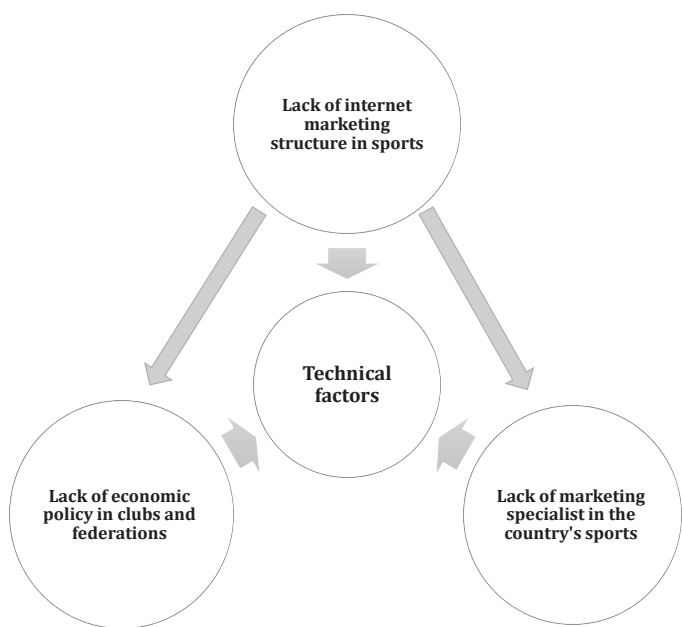 Lack of internet
marketing
structure in sports
Technical
factors
Lack of economic
policy in clubs and
federations
Lack of marketing
specialist in the
country's sports